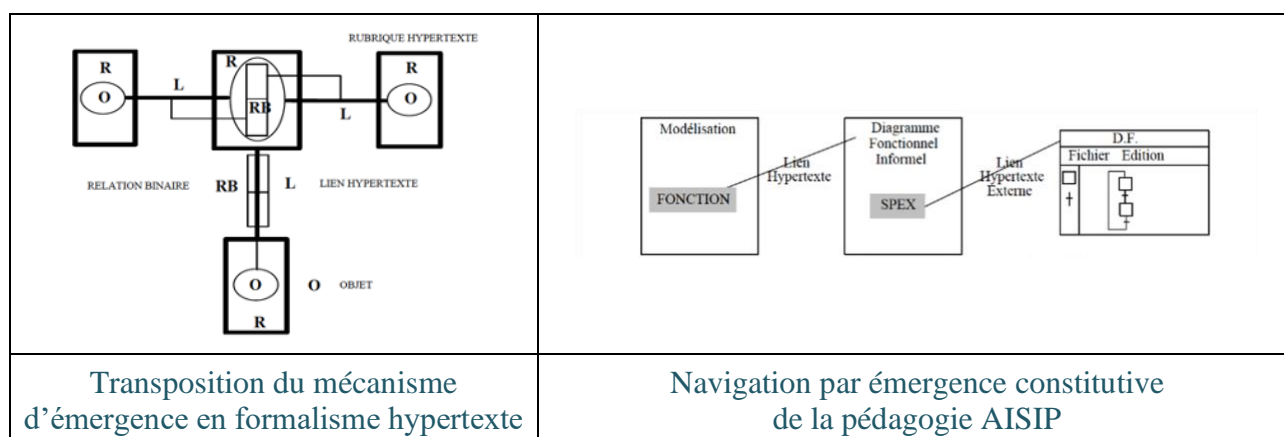 RUBRIQUE HYPERTEXTE
R
R
R
L
O
RB
O
L
RELATION BINAIRE
RB
L
LIEN HYPERTEXTE
O
O
OBJET
R
Modélisation
FONCTION
Lien
Hypertexte
Diagramme
Fonctionnel
Informel
SPEX
Lien
Hypertexte
Externe
D.F.
Fichier Edition
Transposition du mécanisme
d’émergence en formalisme hypertexte
Navigation par émergence constitutive
de la pédagogie AISIP